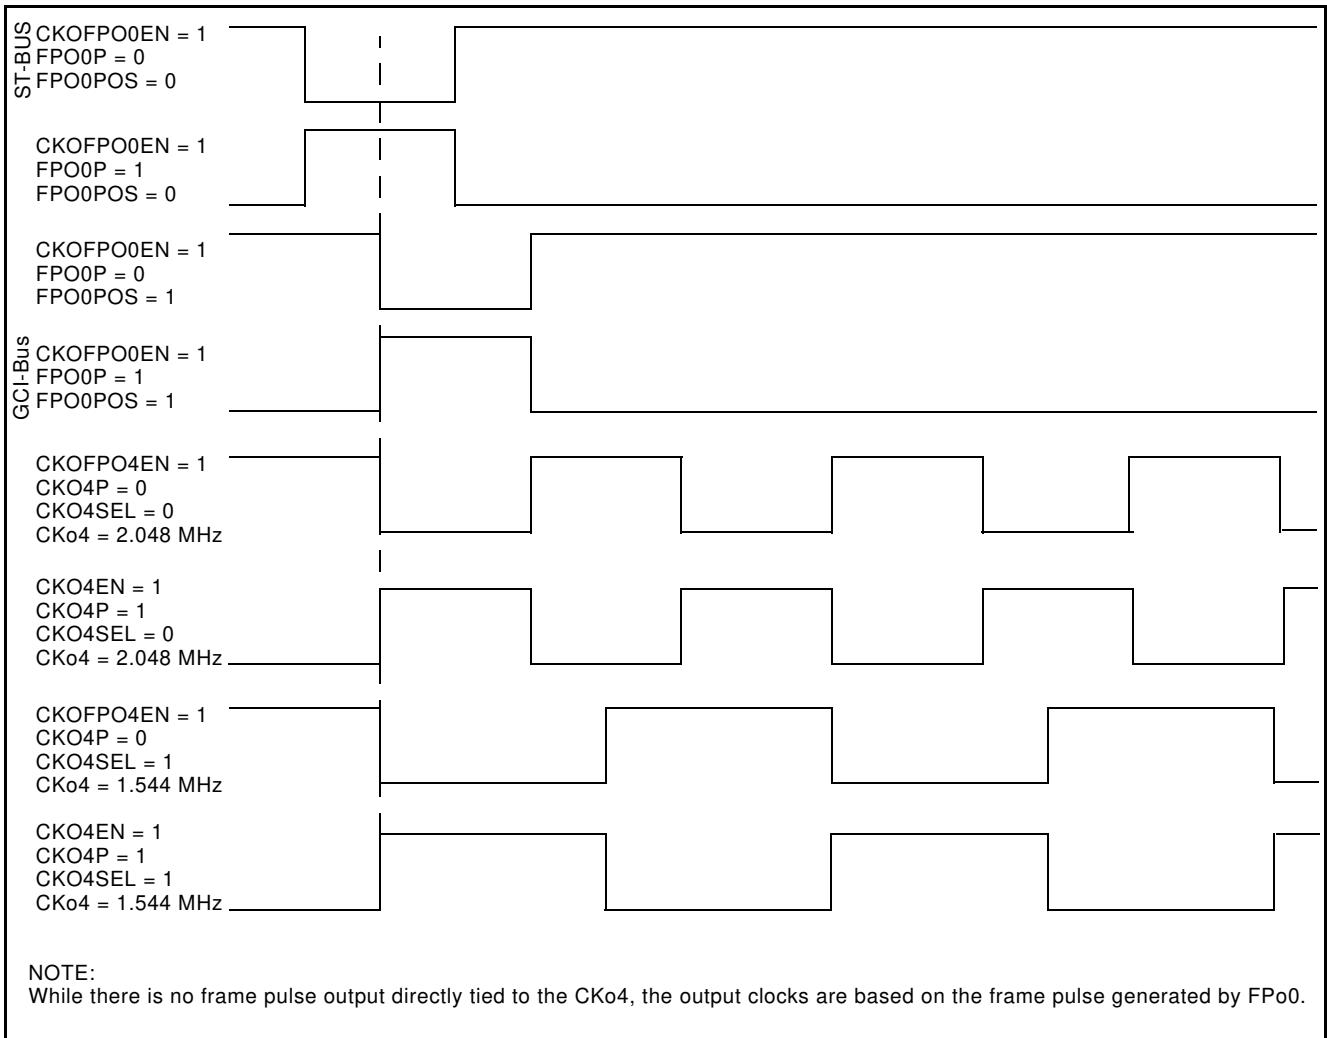 ST-BUS
CKOFPO0EN = 1
FPO0P = 0
FPO0POS = 0
CKOFPO0EN = 1
FPO0P = 1
FPO0POS = 0
CKOFPO0EN = 1
FPO0P = 0
FPO0POS = 1
GCI-Bus
CKOFPO0EN = 1
FPO0P = 1
FPO0POS = 1
CKOFPO4EN = 1
CKO4P = 0
CKO4SEL = 0
CKo4 = 2.048 MHz
CKO4EN = 1
CKO4P = 1
CKO4SEL = 0
CKo4 = 2.048 MHz
CKOFPO4EN = 1
CKO4P = 0
CKO4SEL = 1
CKo4 = 1.544 MHz
CKO4EN = 1
CKO4P = 1
CKO4SEL = 1
CKo4 = 1.544 MHz
NOTE:
While there is no frame pulse output directly tied to the CKo4, the output clocks are based on the frame pulse generated by FPo0.